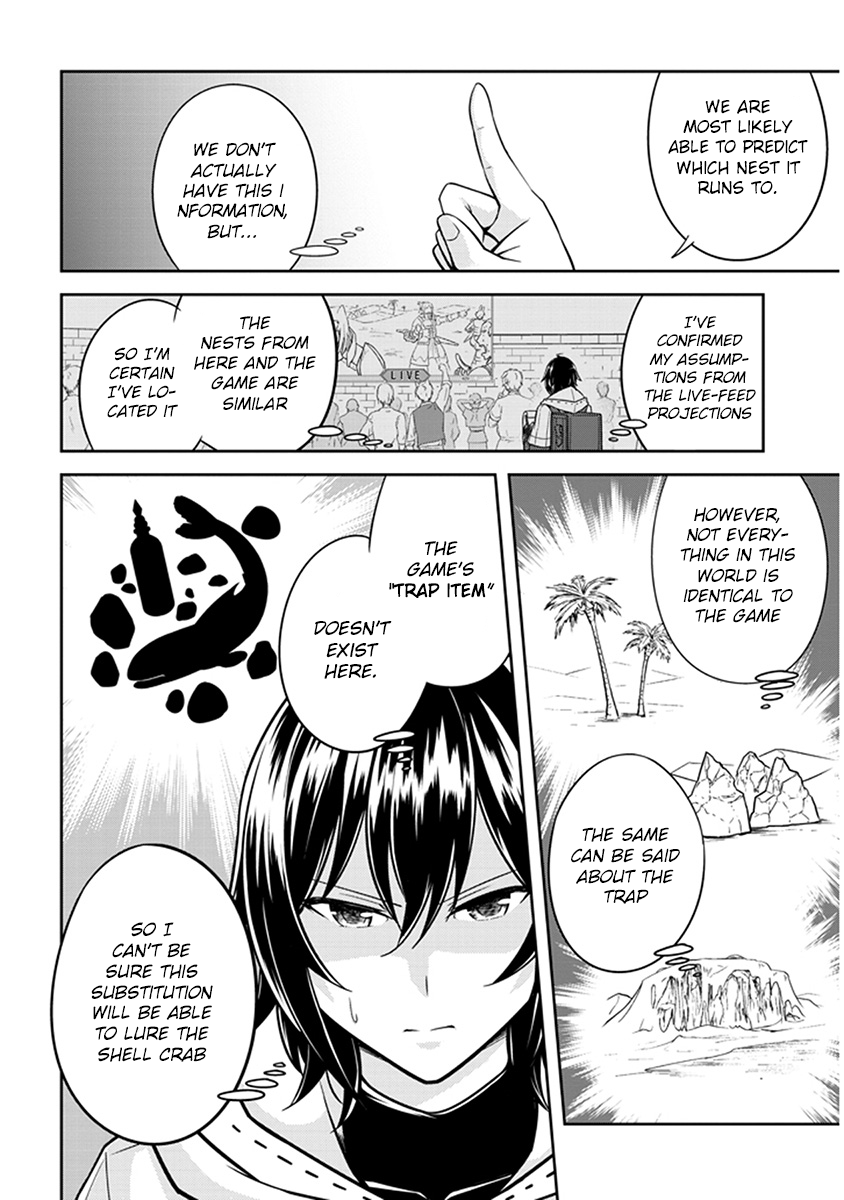 WE ARE
MOST LIKELY
ABLE TO PREDICT
WHICH NEST IT
RUNS TO.
WE DON'T
ACTUALLY
HAVE THIS I
NFORMATION,
BUT...
I'VE
CONFIRMED
MY ASSUMP-
TIONS FROM
THE LIVE-FEED
PROJECTIONS
LIVE
THE
NESTS FROM
HERE AND THE
GAME ARE
SIMILAR
SO I'M
CERTAIN
I'VE LO-
CATED IT
HOWEVER,
NOT EVERY-
THING IN THIS
WORLD IS
IDENTICAL TO
THE GAME
THE SAME
CAN BE SAID
ABOUT THE
TRAP
THE
GAME'S
"TRAP ITEM"
DOESN'T
EXIST
HERE.
SO I
CAN'T BE
SURE THIS
SUBSTITUTION
WILL BE ABLE
TO LURE THE
SHELL CRAB